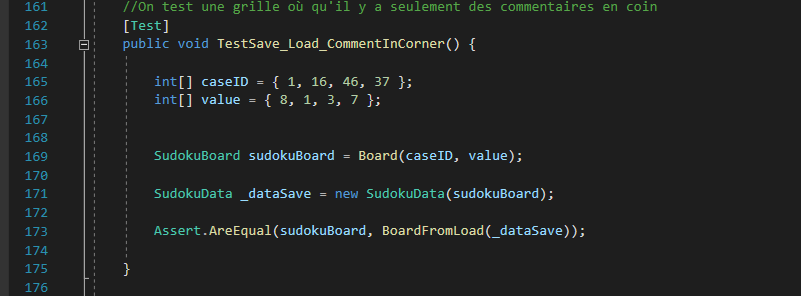 161 //On test une grille où qu'il y a seulement des commentaires en coin
162 [Test]
163 public void TestSave_Load_CommentInCorner() {
164
165 int[] caseID = { 1, 16, 46, 37 };
166 int[] value = { 8, 1, 3, 7 };
167
168
169 SudokuBoard sudokuBoard = Board(caseID, value);
170
171 SudokuData _dataSave = new SudokuData(sudokuBoard);
172
173 Assert.AreEqual(sudokuBoard, BoardFromLoad(_dataSave));
174
175 }
176